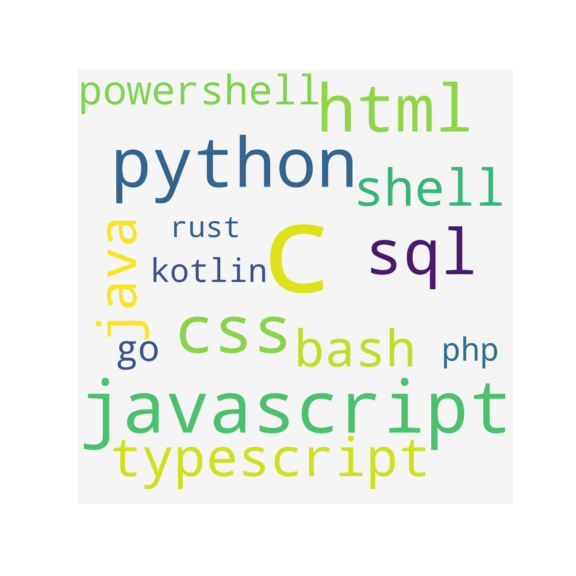 powershell
html
python
shell
java
rust
c
sql
kotlin
css
bash
go
php
javascript
typescript